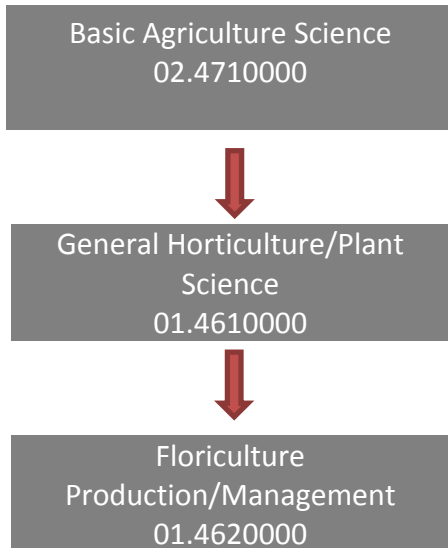 Basic Agriculture Science
02.4710000
General Horticulture/Plant
Science
01.4610000
Floriculture
Production/Management
01.4620000